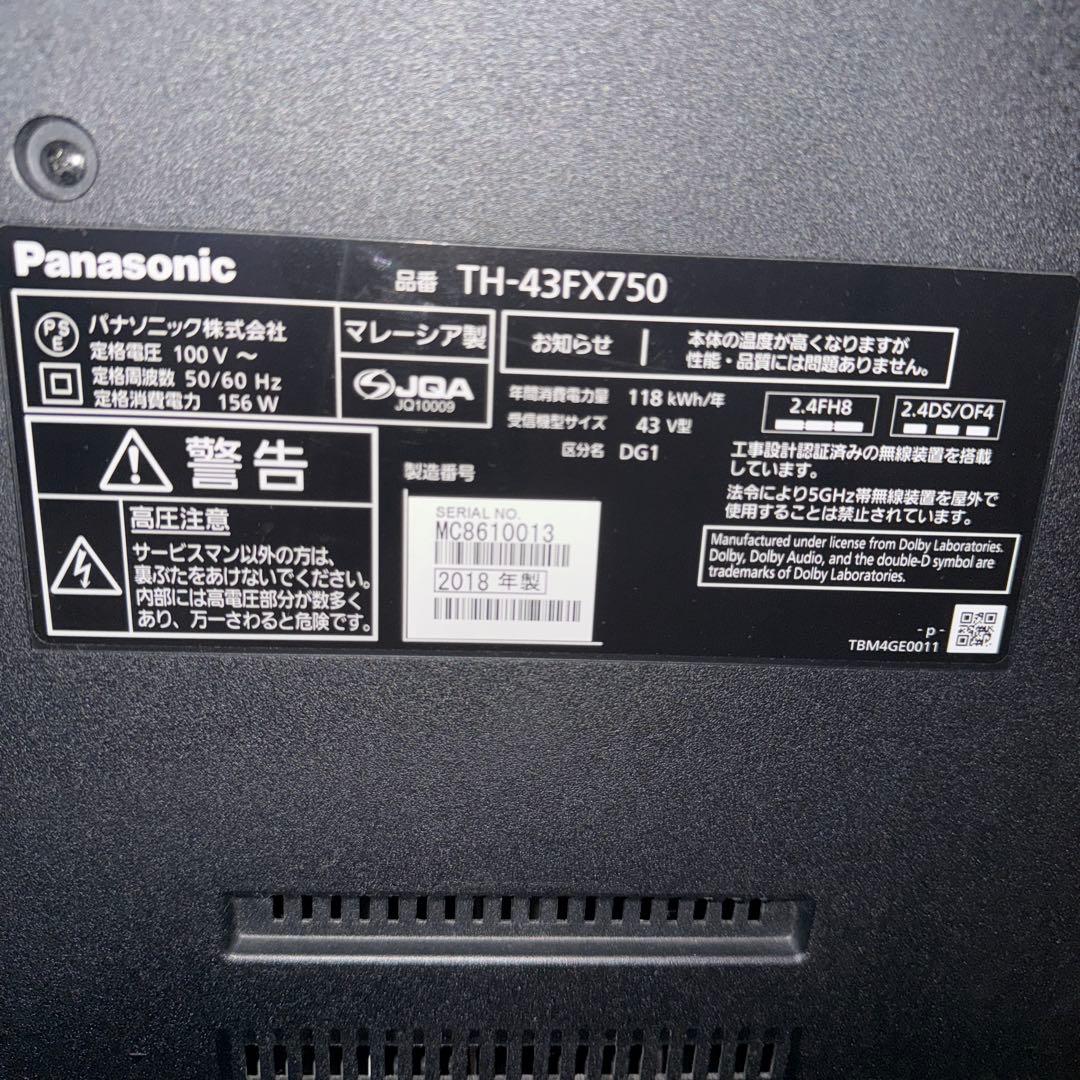 Panasonic
品番 TH-43FX750
PSE
パナソニック株式会社
定格電圧 100 V ～
定格周波数 50/60 Hz
定格消費電力 156 W
マレーシア製
JQA
JQ10009
お知らせ
本体の温度が高くなりますが
性能・品質には問題ありません。
年間消費電力量 118 kWh/年
受信機型サイズ 43 V型
区分名 DG1
2.4FH8
2.4DS/OF4
工事設計認証済みの無線装置を搭載
しています。
法令により5GHz帯無線装置を屋外で
使用することは禁止されています。
警告
高圧注意
サービスマン以外の方は、
裏ぶたをあけないでください。
内部には高電圧部分が数多く
あり、万一さわると危険です。
製造番号
SERIAL NO.
MC8610013
2018 年製
Manufactured under license from Dolby Laboratories.
Dolby, Dolby Audio, and the double-D symbol are
trademarks of Dolby Laboratories.
- p -
TBM4GE0011